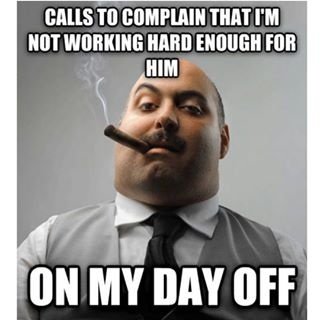 CALLS TO COMPLAIN THAT I'M
NOT WORKING HARD ENOUGH FOR
HIM
ON MY DAY OFF